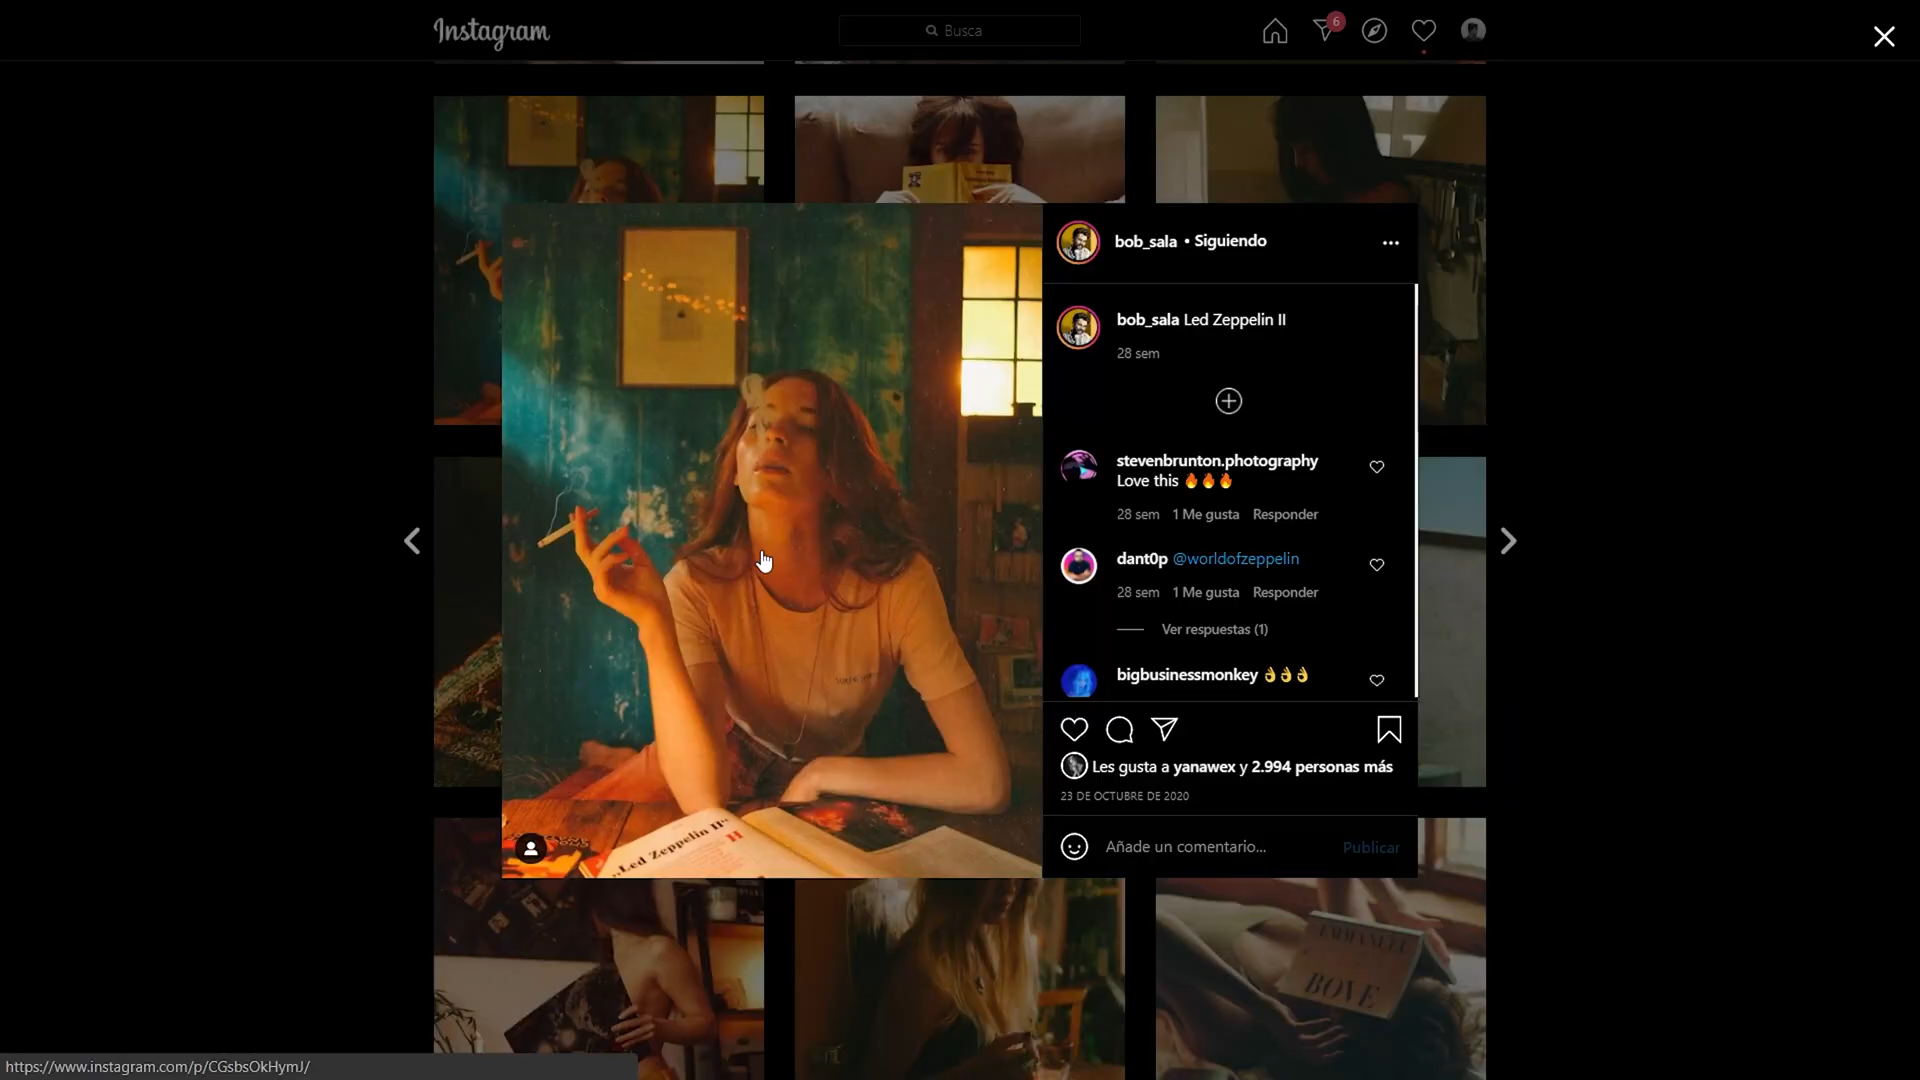 Instagram
Busca
6
bob_sala • Siguiendo
bob_sala Led Zeppelin II
28 sem
stevenbrunton.photography
Love this 🔥🔥🔥
28 sem 1 Me gusta Responder
dant0p @worldofzeppelin
28 sem 1 Me gusta Responder
Ver respuestas (1)
bigbusinessmonkey 👌👌👌
Les gusta a yanawex y 2.994 personas más
23 DE OCTUBRE DE 2020
Añade un comentario...
Publicar
„Led Zeppelin II“
II
EMMANUEL
BOVE
https://www.instagram.com/p/CGsbsOkHymJ/